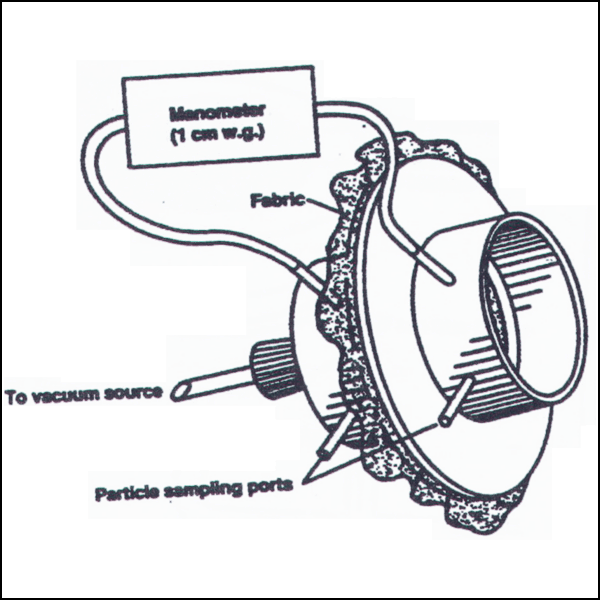 Manometer
(1 cm w.g.)
Fabric
To vacuum source
Particle sampling ports